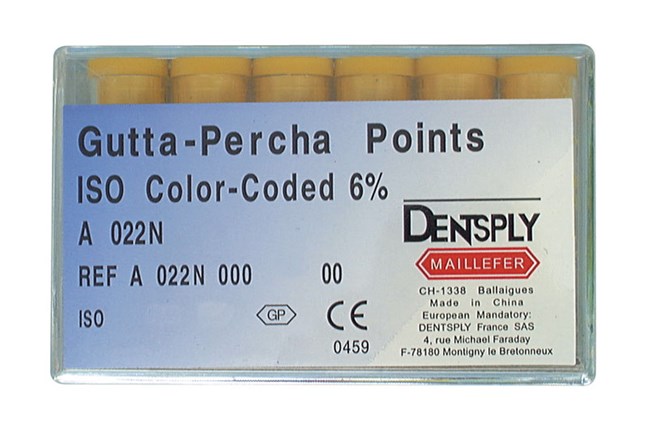 Gutta-Percha Points
ISO Color-Coded 6%
A 022N
REF A 022N 000 00
ISO
GP
CE
0459
DENTSPLY
MAILLEFER
CH-1338 Ballaigues
Made in China
European Mandatory:
DENTSPLY France SAS
4, rue Michael Faraday
F-78180 Montigny le Bretonneux